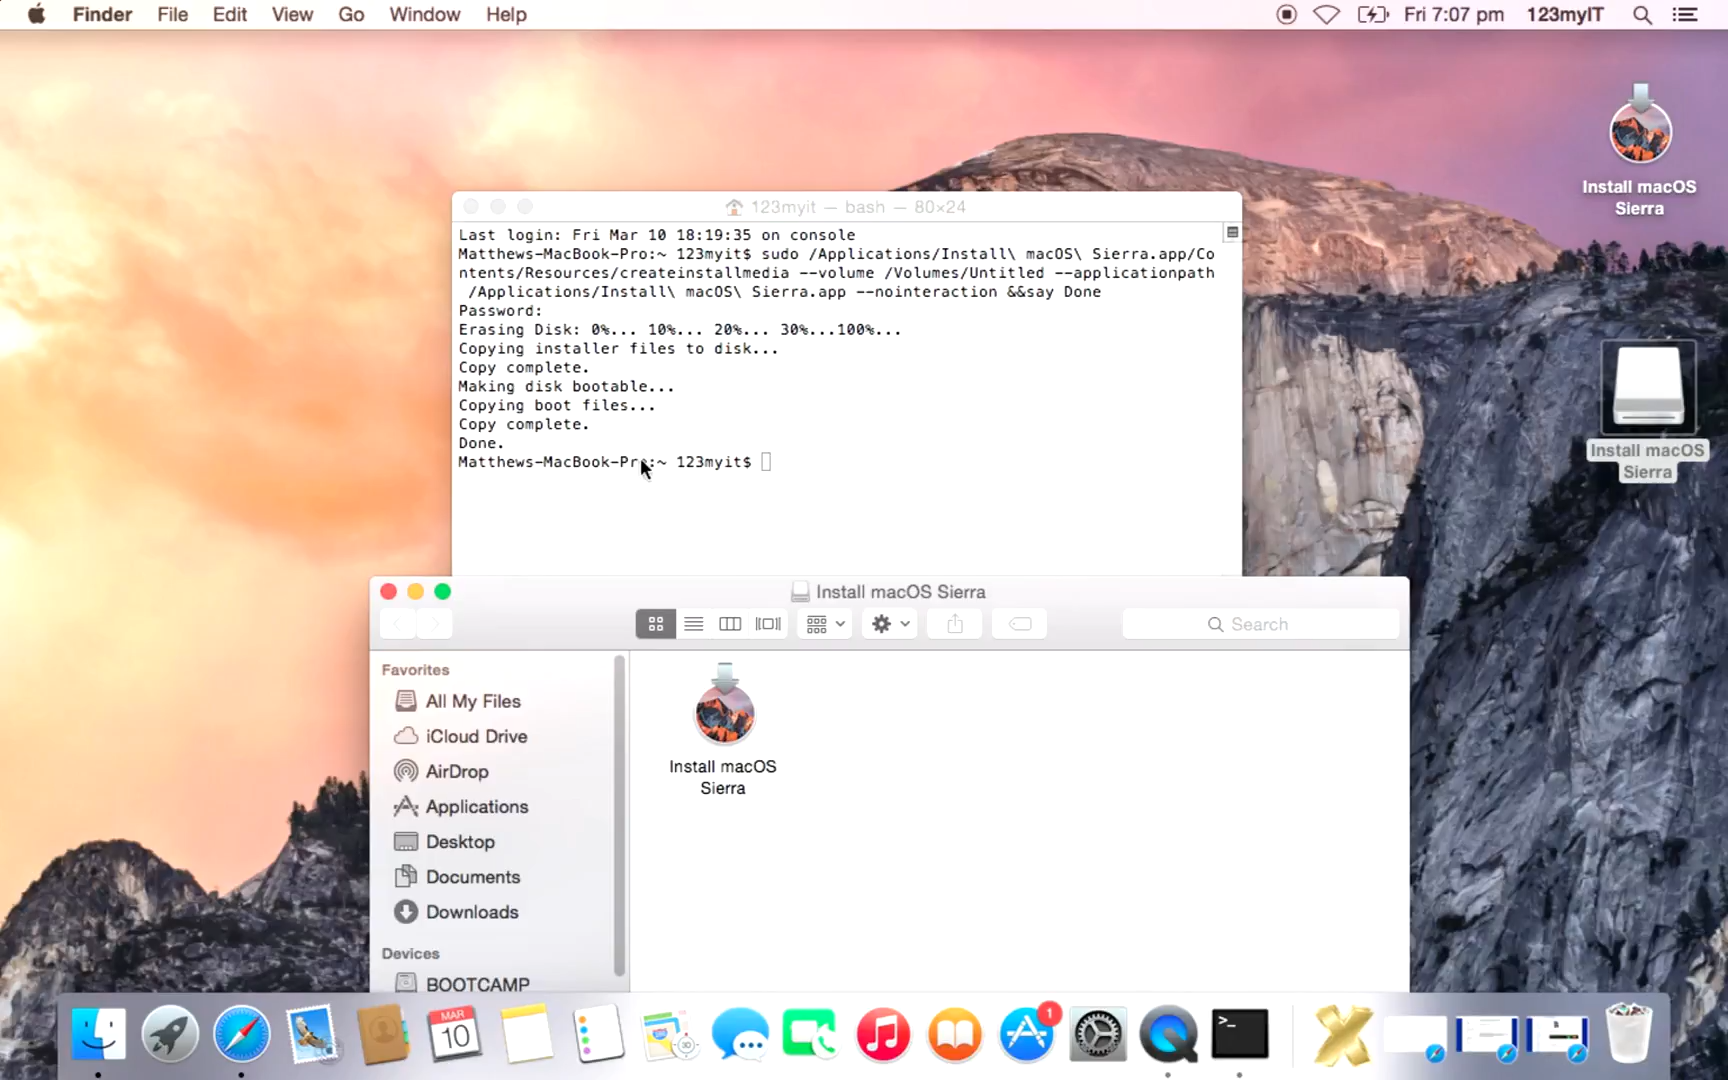 Finder File Edit View Go Window Help
Fri 7:07 pm 123myIT
Install macOS
Sierra
123myit — bash — 80×24
Last login: Fri Mar 10 18:19:35 on console
Matthews-MacBook-Pro:~ 123myit$ sudo /Applications/Install\ macOS\ Sierra.app/Co
ntents/Resources/createinstallmedia --volume /Volumes/Untitled --applicationpath
/Applications/Install\ macOS\ Sierra.app --nointeraction &&say Done
Password:
Erasing Disk: 0%... 10%... 20%... 30%...100%...
Copying installer files to disk...
Copy complete.
Making disk bootable...
Copying boot files...
Copy complete.
Done.
Matthews-MacBook-Pro:~ 123myit$
Install macOS
Sierra
Install macOS Sierra
Search
Favorites
All My Files
iCloud Drive
AirDrop
Applications
Desktop
Documents
Downloads
Devices
BOOTCAMP
Install macOS
Sierra
MAR
10
1
>_